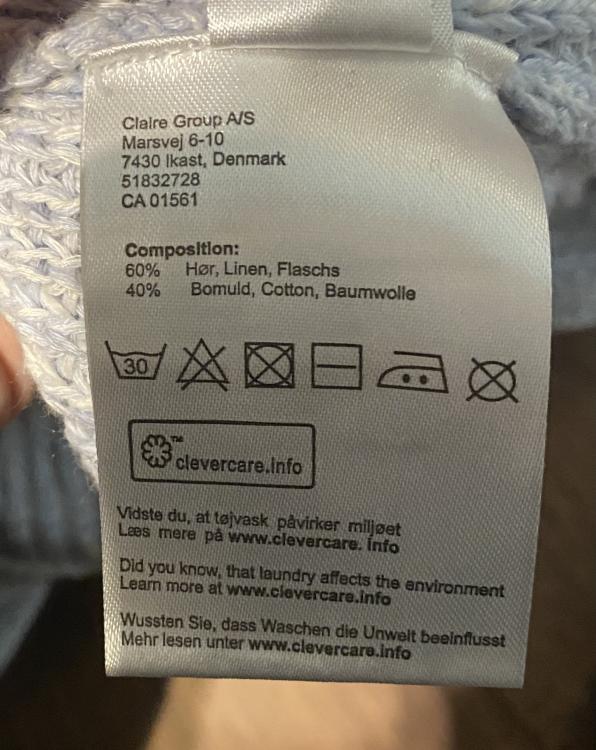 Claire Group A/S
Marsvej 6-10
7430 Ikast, Denmark
51832728
CA 01561
Composition:
60% Hør, Linen, Flaschs
40% Bomuld, Cotton, Baumwolle
30
™
clevercare.info
Vidste du, at tøjvask påvirker miljøet
Læs mere på www.clevercare. info
Did you know, that laundry affects the environment
Learn more at www.clevercare.info
Wussten Sie, dass Waschen die Umwelt beeinflusst
Mehr lesen unter www.clevercare.info